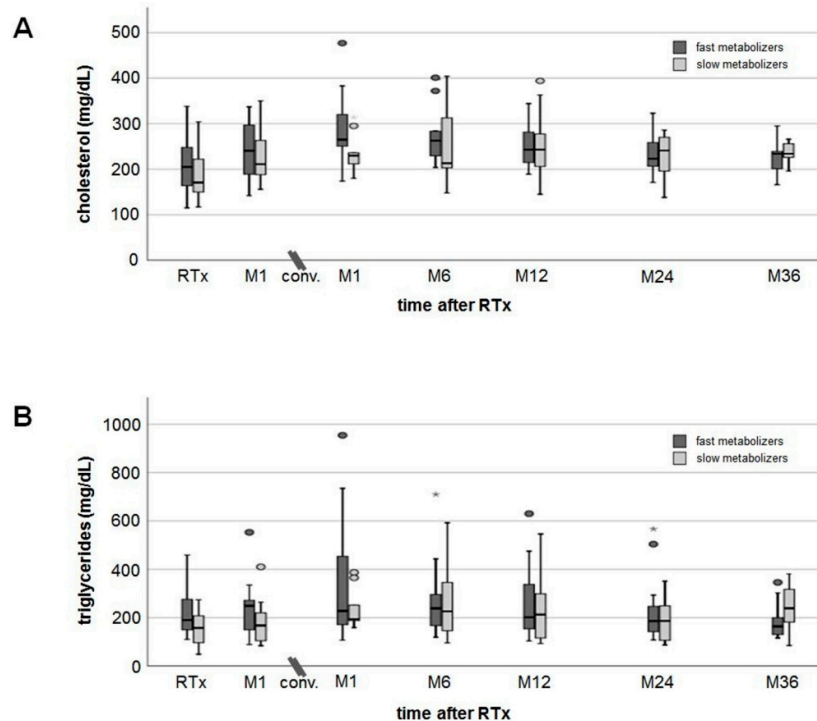 A
500
400
300
200
100
0
cholesterol (mg/dL)
fast metabolizers
slow metabolizers
RTx M1 conv. M1 M6 M12 M24 M36
time after RTx
B
1000
800
600
400
200
0
triglycerides (mg/dL)
fast metabolizers
slow metabolizers
RTx M1 conv. M1 M6 M12 M24 M36
time after RTx